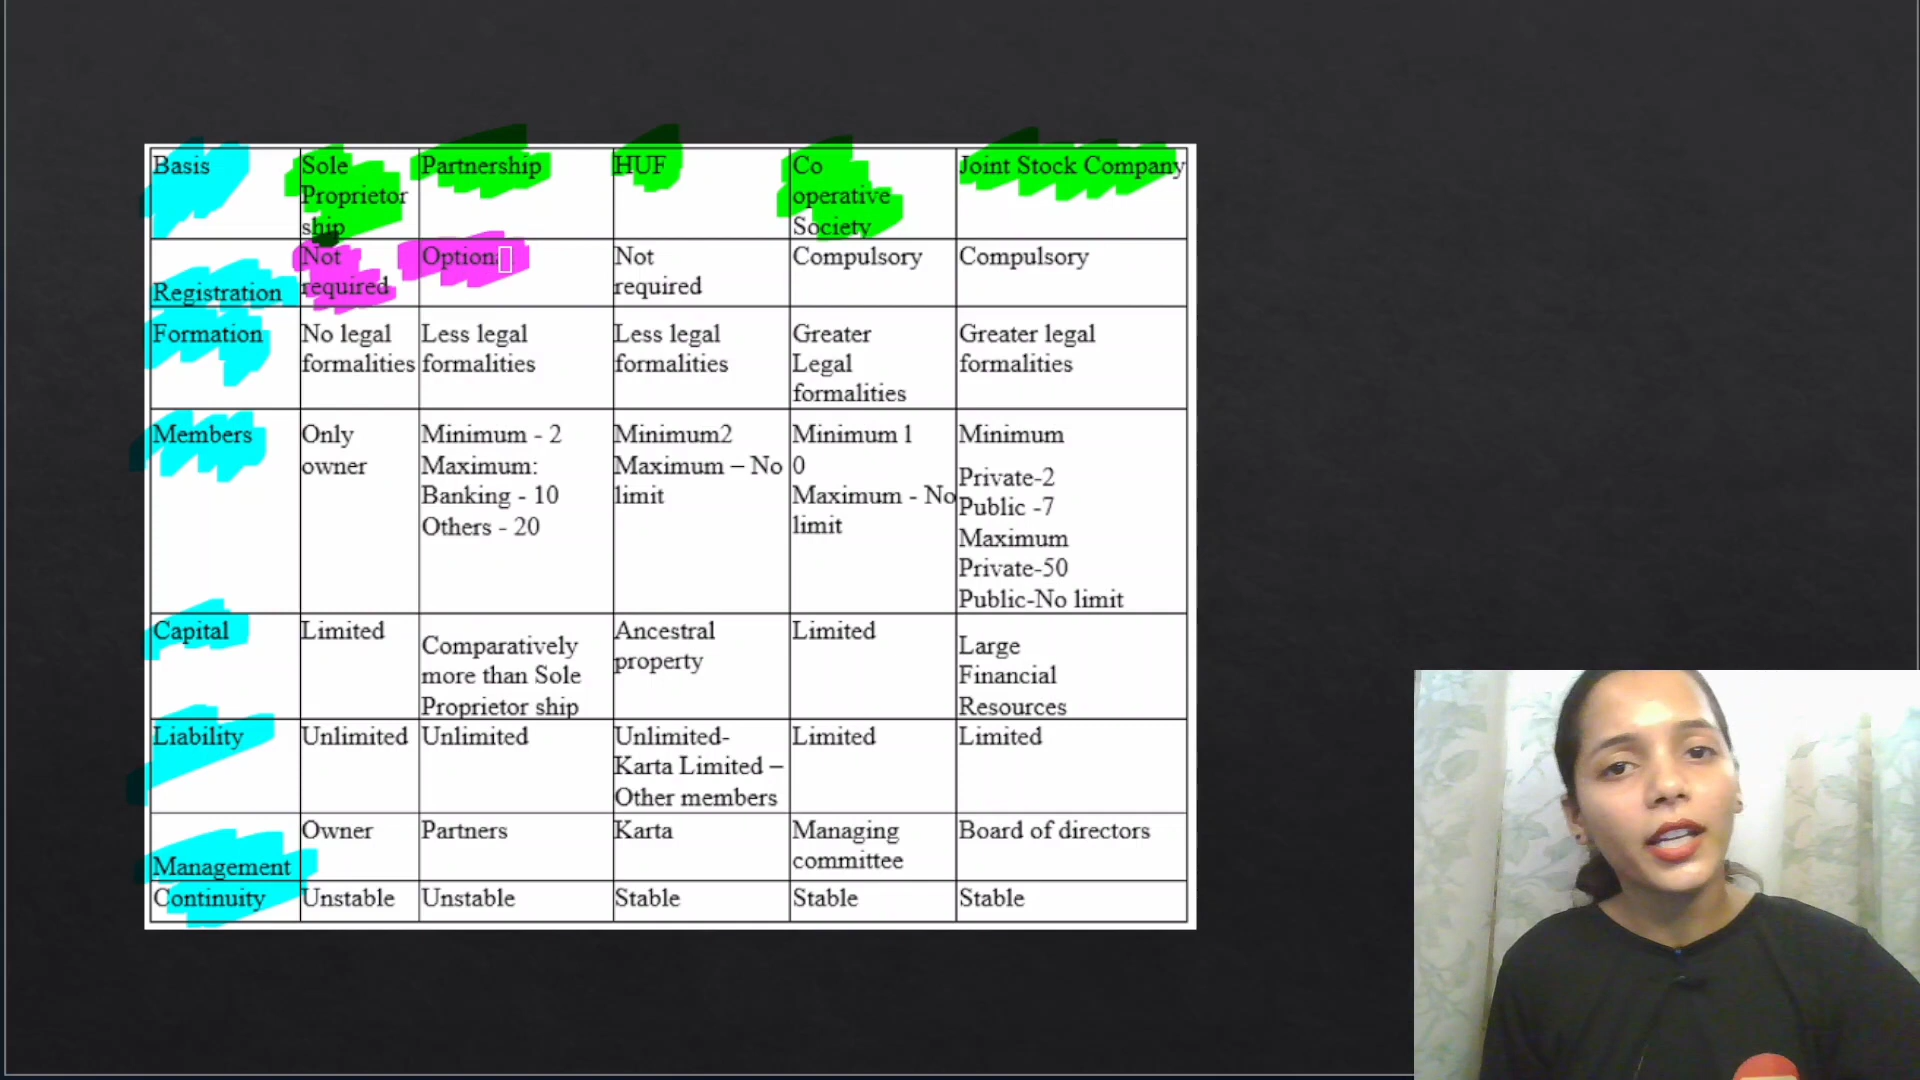 Basis
Sole
Proprietor
ship
Partnership
HUF
Co
operative
Society
Joint Stock Company
Registration
Not
required
Optiona
Not
required
Compulsory
Compulsory
Formation
No legal
formalities
Less legal
formalities
Less legal
formalities
Greater
Legal
formalities
Greater legal
formalities
Members
Only
owner
Minimum - 2
Maximum:
Banking - 10
Others - 20
Minimum2
Maximum – No
limit
Minimum 1
0
Maximum - No
limit
Minimum
Private-2
Public -7
Maximum
Private-50
Public-No limit
Capital
Limited
Comparatively
more than Sole
Proprietor ship
Ancestral
property
Limited
Large
Financial
Resources
Liability
Unlimited
Unlimited
Unlimited-
Karta Limited –
Other members
Limited
Limited
Management
Owner
Partners
Karta
Managing
committee
Board of directors
Continuity
Unstable
Unstable
Stable
Stable
Stable